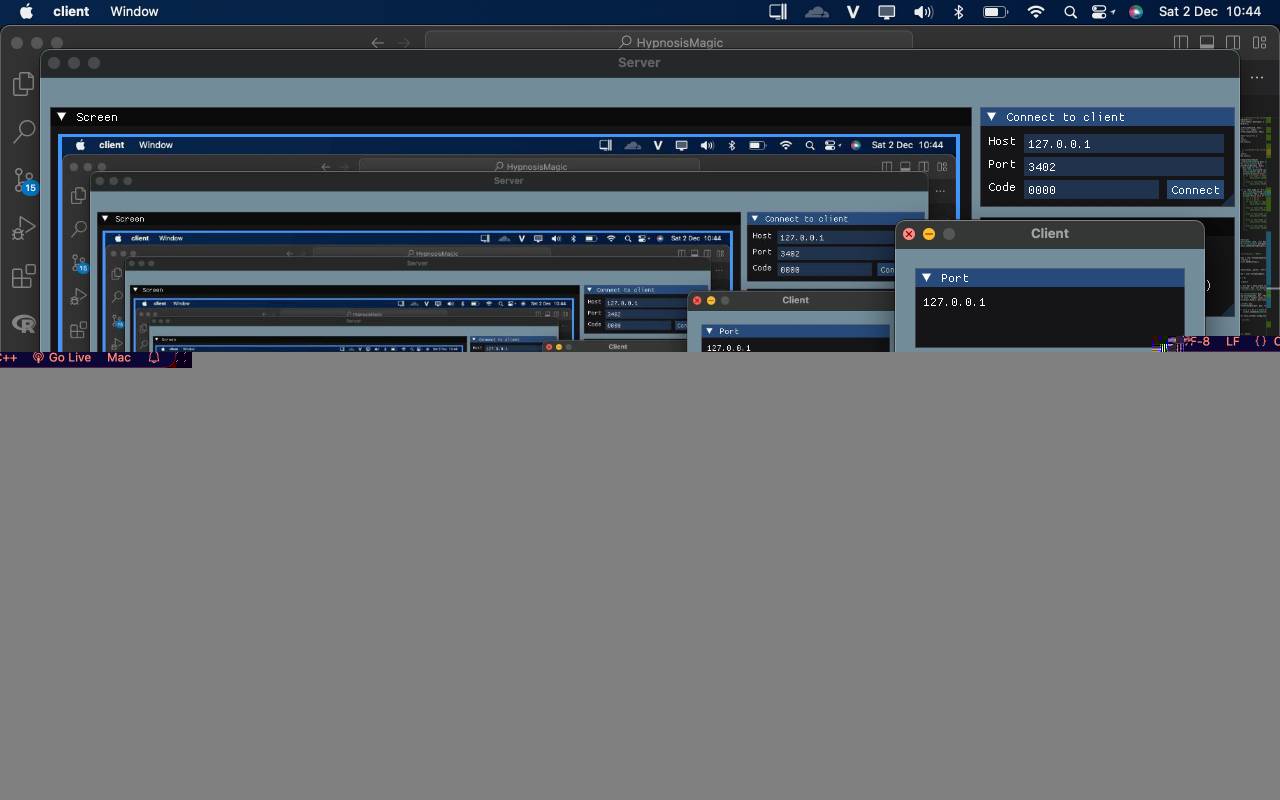 client Window V Sat 2 Dec 10:44
HypnosisMagic
Server
Screen
Connect to client
Host 127.0.0.1
Port 3402
Code 0000 Connect
15
client Window V Sat 2 Dec 10:44
HypnosisMagic
Server
Screen
Connect to client
Host 127.0.0.1
Port 3402
Code 0000 Con
15
client Window V Sat 2 Dec 10:44
HypnosisMagic
Server
Screen
Connect to client
Host 127.0.0.1
Port 3402
Code 0000 Con
Client
Port
127.0.0.1
)
Client
Port
127.0.0.1
Client
C++ Go Live Mac
F-8 LF {} C